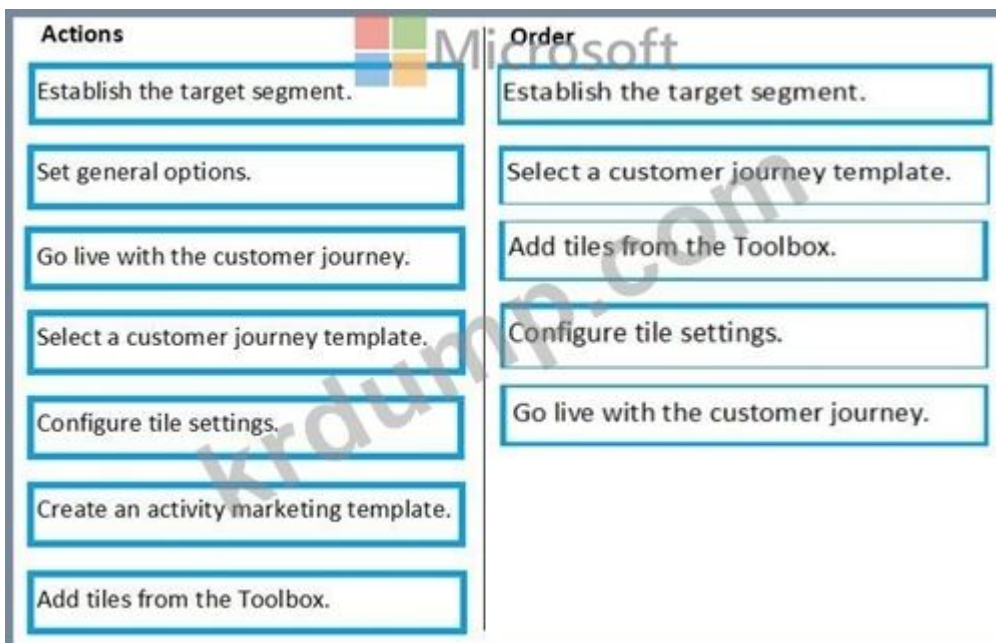 Actions
Establish the target segment.
Set general options.
Go live with the customer journey.
Select a customer journey template.
Configure tile settings.
Create an activity marketing template.
Add tiles from the Toolbox.
Microsoft
Order
Establish the target segment.
Select a customer journey template.
Add tiles from the Toolbox.
Configure tile settings.
Go live with the customer journey.
krdump.com